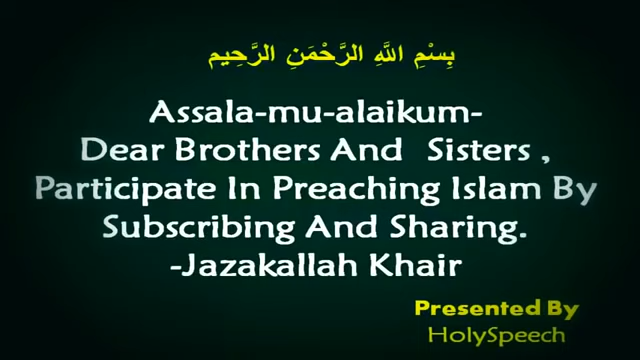 بِسْمِ اللَّهِ الرَّحْمَنِ الرَّحِيم
Assala-mu-alaikum-
Dear Brothers And Sisters ,
Participate In Preaching Islam By
Subscribing And Sharing.
-Jazakallah Khair
Presented By
HolySpeech